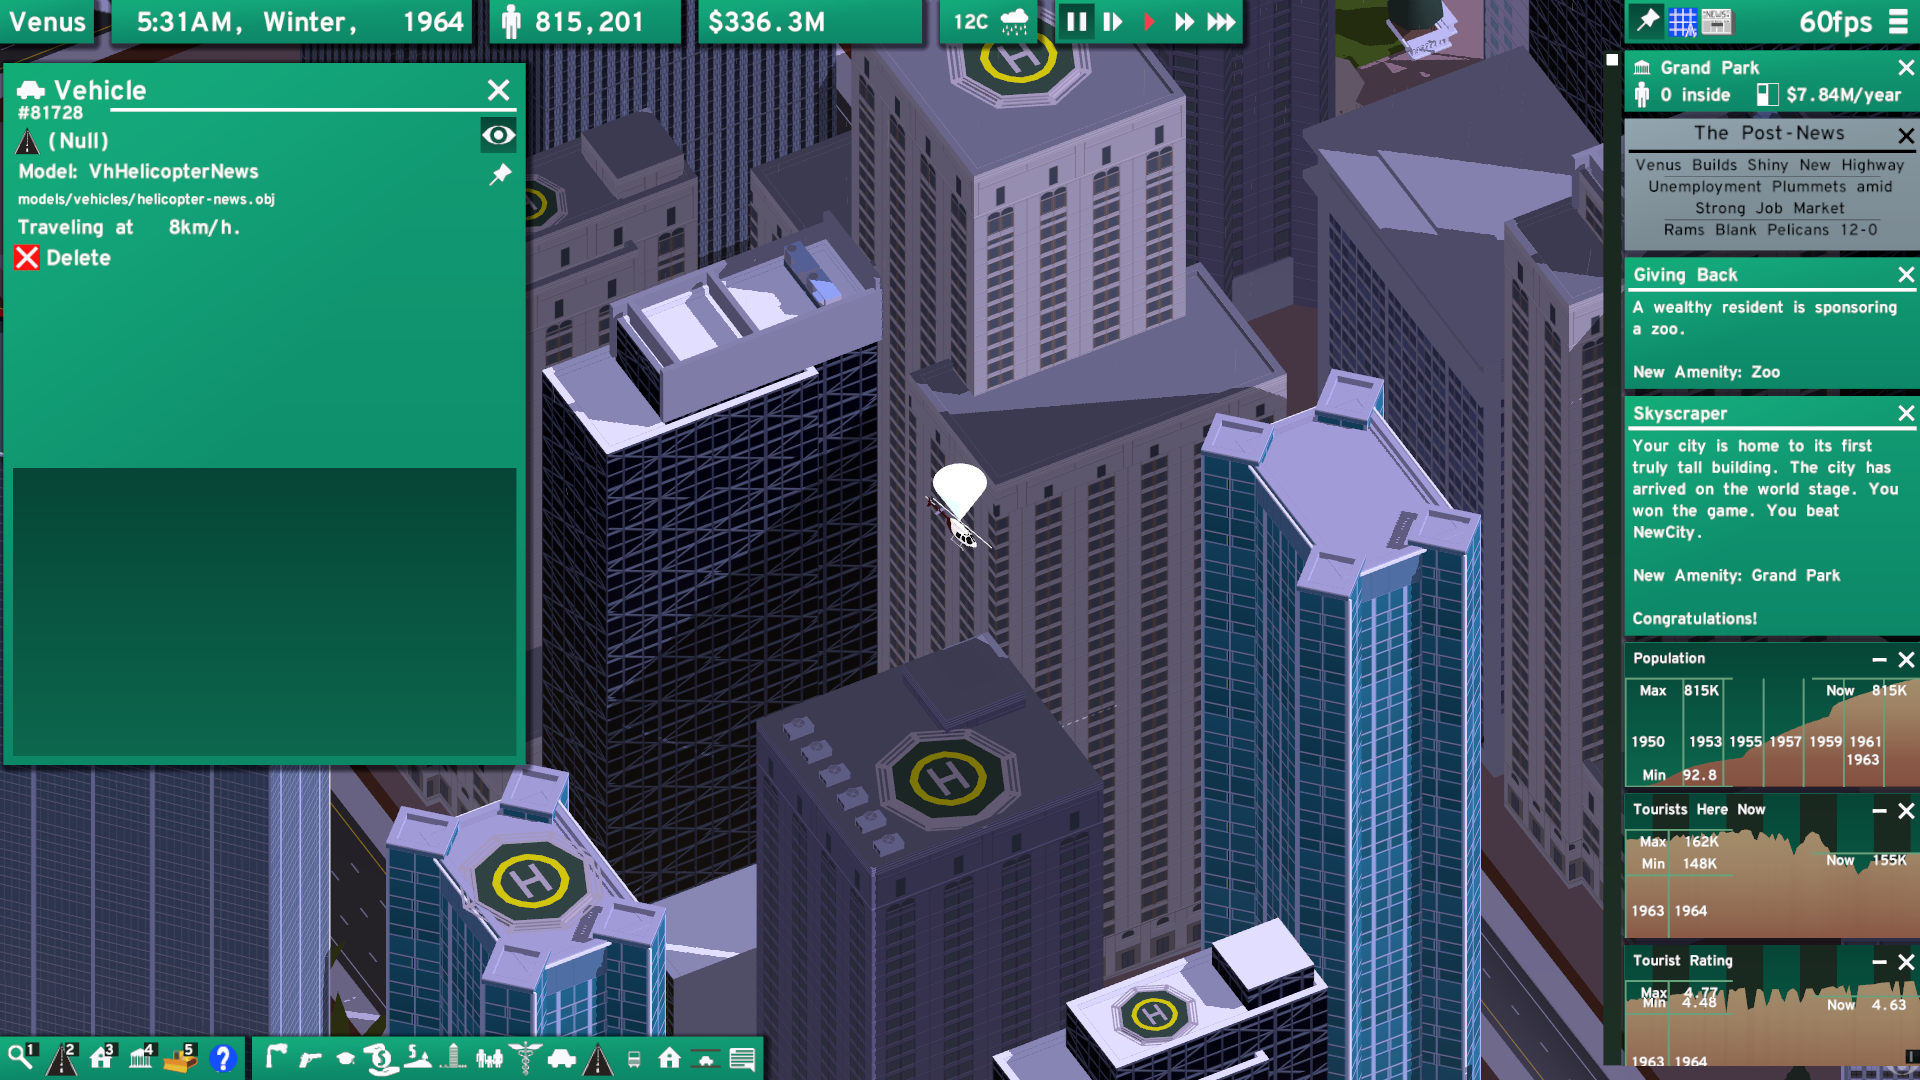 Venus
5:31AM, Winter, 1964
815,201
$336.3M
12C
60fps
Vehicle
#81728
(Null)
Model: VhHelicopterNews
models/vehicles/helicopter-news.obj
Traveling at 8km/h.
Delete
Grand Park
0 inside $7.84M/year
The Post-News
Venus Builds Shiny New Highway
Unemployment Plummets amid
Strong Job Market
Rams Blank Pelicans 12-0
Giving Back
A wealthy resident is sponsoring
a zoo.
New Amenity: Zoo
Skyscraper
Your city is home to its first
truly tall building. The city has
arrived on the world stage. You
won the game. You beat
NewCity.
New Amenity: Grand Park
Congratulations!
Population
Max 815K Now 815K
1950 1953 1955 1957 1959 1961
1963
Min 92.8
Tourists Here Now
Max 162K
Min 148K Now 155K
1963 1964
Tourist Rating
Max 4.77
Min 4.48 Now 4.63
1963 1964
H
H
H
H
H
H
1 2 3 4 5 ?
NEWS